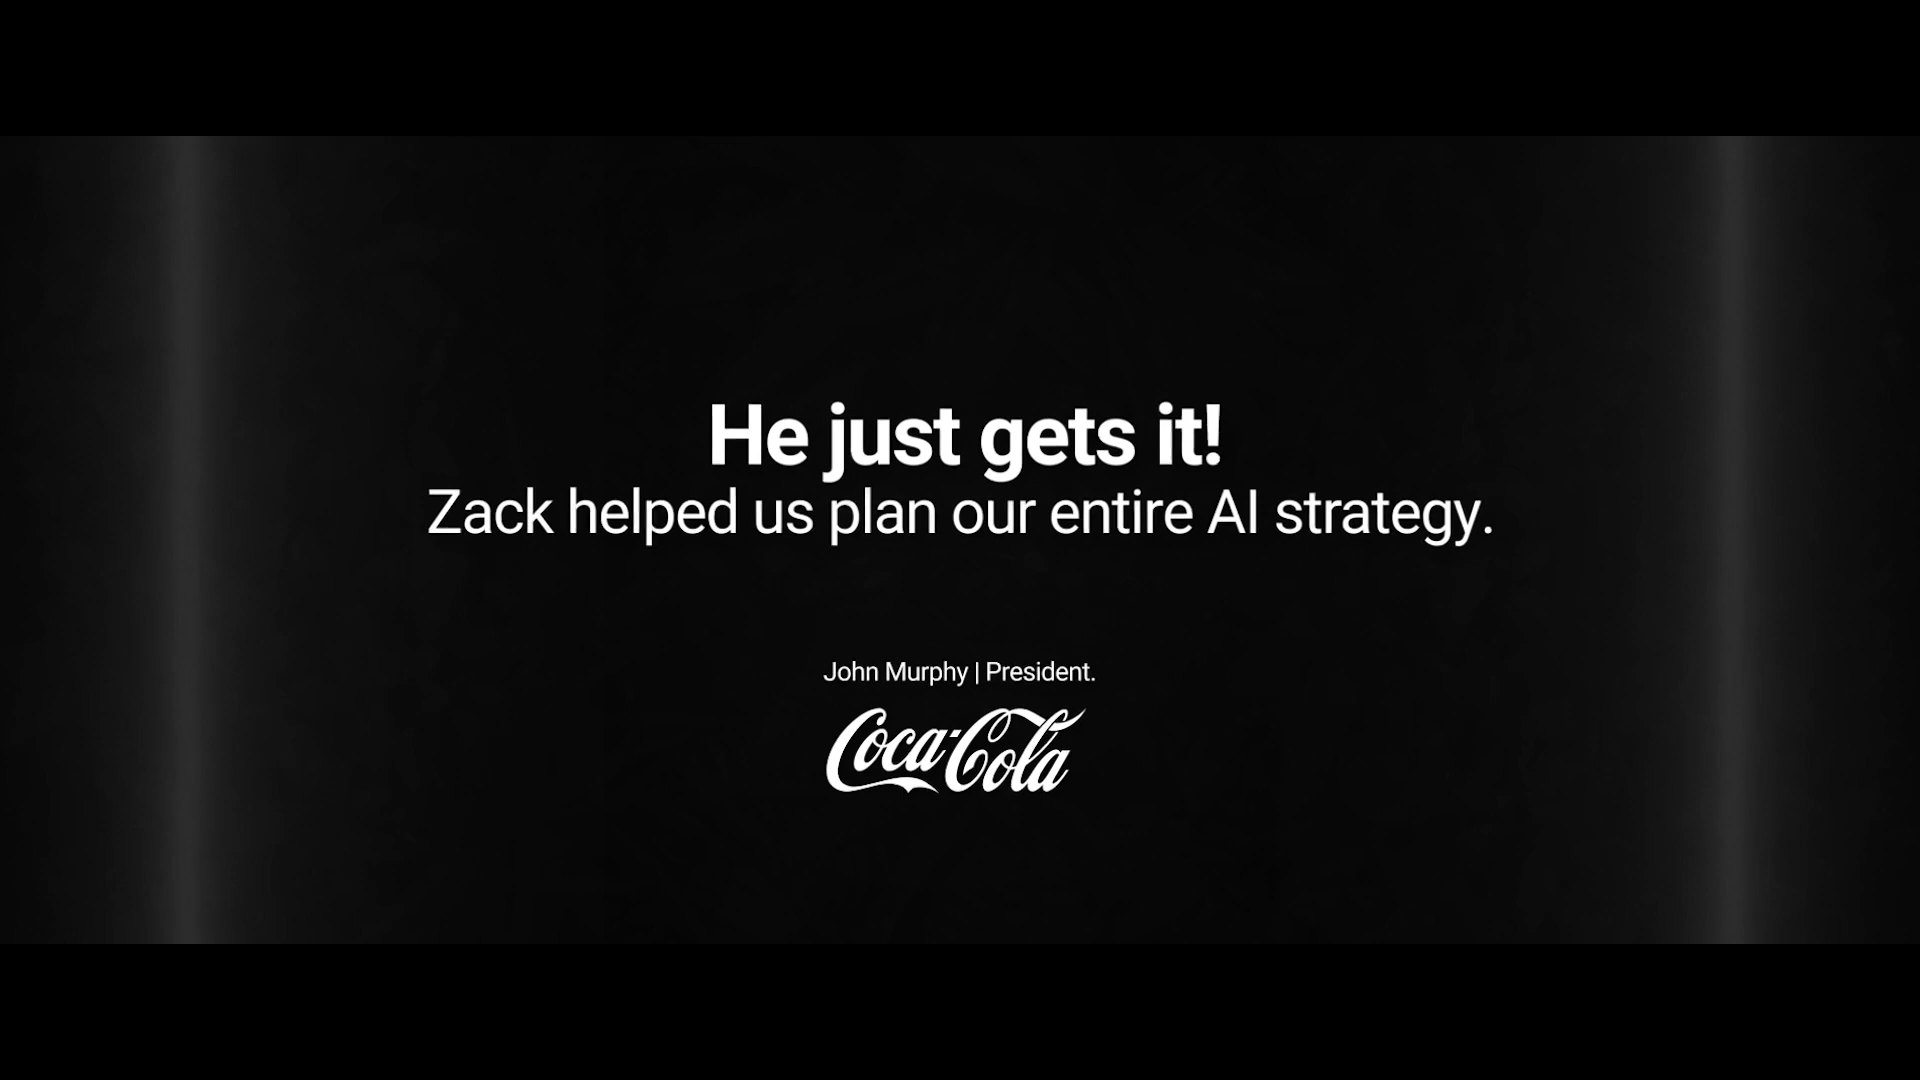 He just gets it!
Zack helped us plan our entire AI strategy.
John Murphy | President.
Coca-Cola